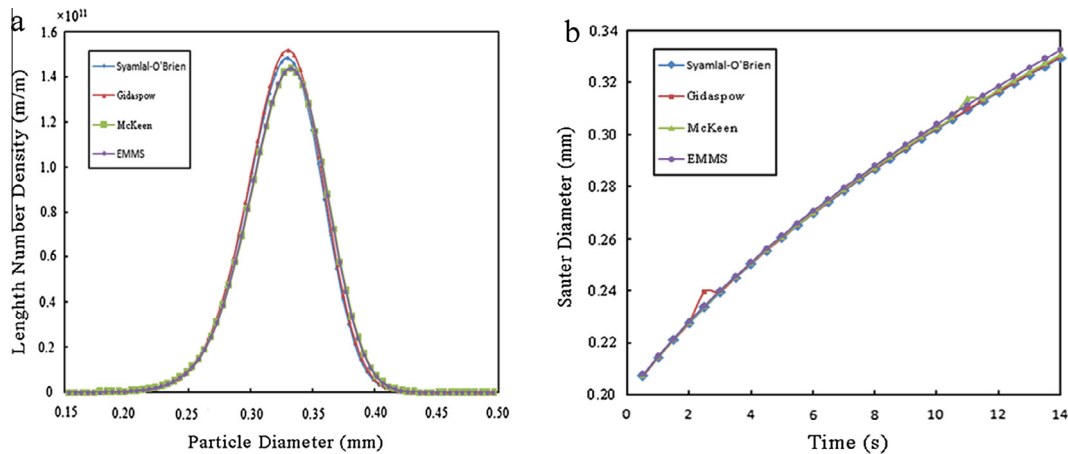 a
×10¹¹
1.6
1.4
1.2
1.0
0.8
0.6
0.4
0.2
0
Lenghth Number Density (m/m)
Syamlal-O'Brien
Gidaspow
McKeen
EMMS
0.15 0.20 0.25 0.30 0.35 0.40 0.45 0.50
Particle Diameter (mm)
b
0.34
0.32
0.30
0.28
0.26
0.24
0.22
0.20
Sauter Diameter (mm)
Syamlal-O'Brien
Gidaspow
McKeen
EMMS
0 2 4 6 8 10 12 14
Time (s)